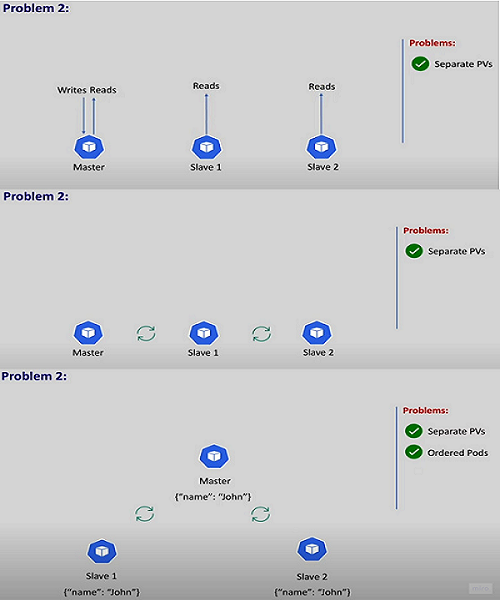 Problem 2:
Problems:
Separate PVs
Writes Reads
Reads
Reads
Master
Slave 1
Slave 2
Problem 2:
Problems:
Separate PVs
Master
Slave 1
Slave 2
Problem 2:
Problems:
Separate PVs
Ordered Pods
Master
{"name": "John"}
Slave 1
Slave 2
{"name": "John"}
{"name": "John"}